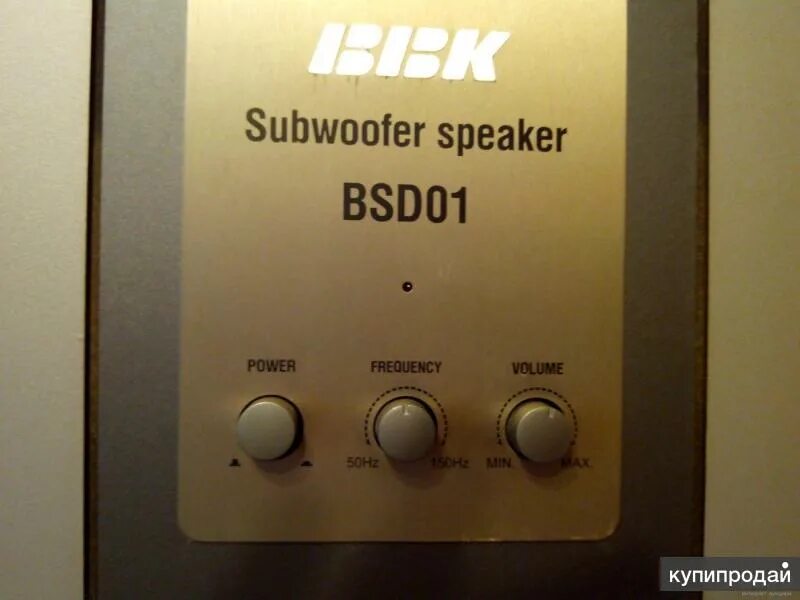 BBK
Subwoofer speaker
BSD01
POWER FREQUENCY VOLUME
50Hz 150Hz MIN. MAX.
купипродай